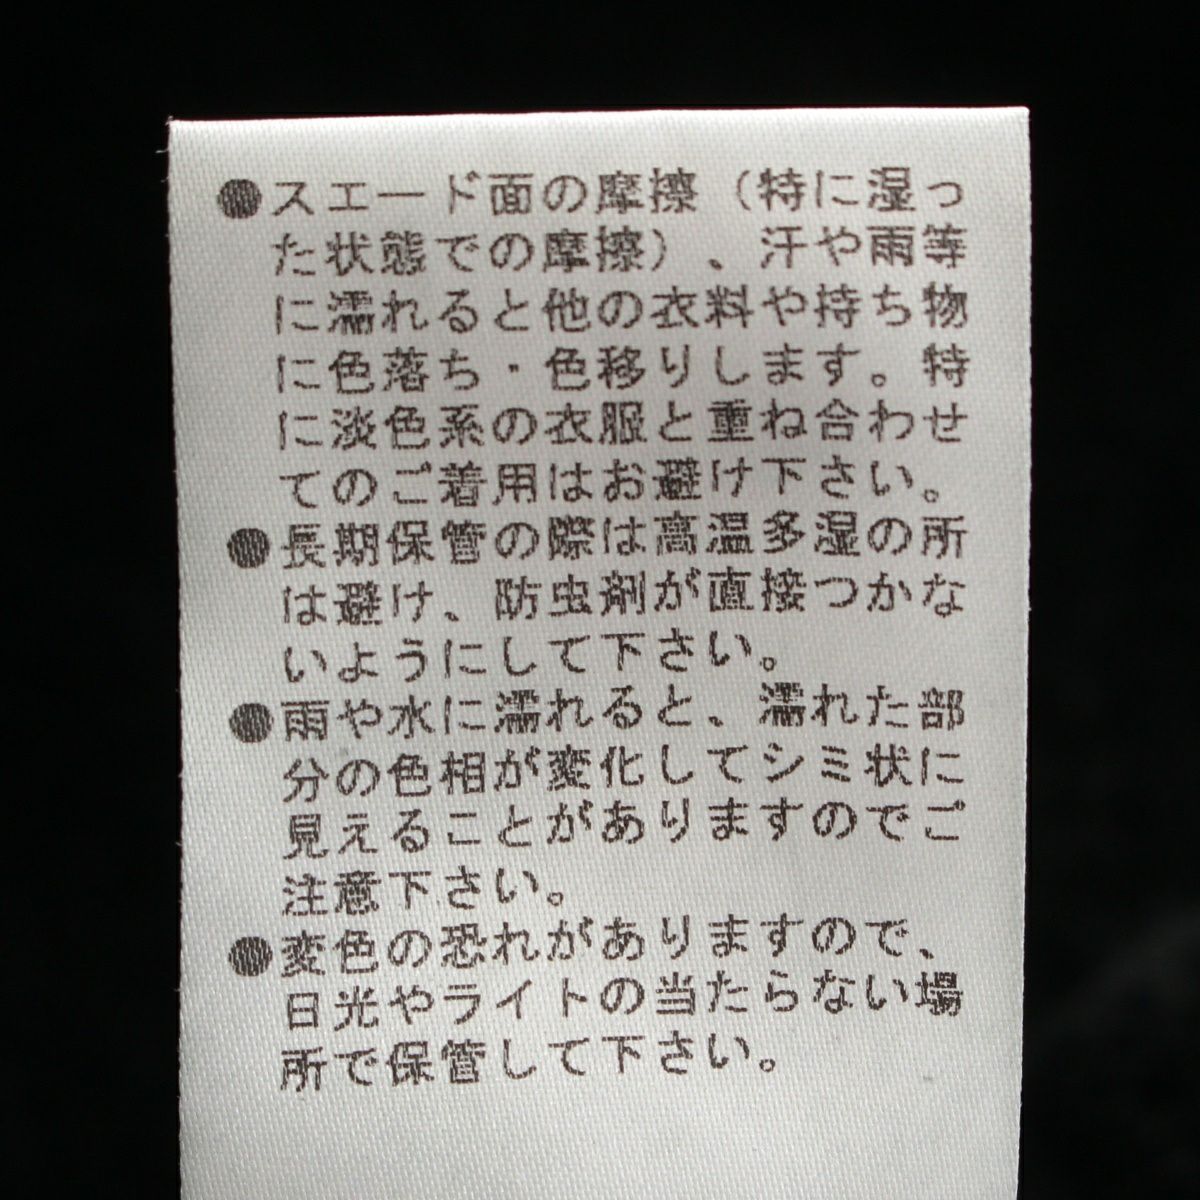 ●スエード面の摩擦（特に湿っ
た状態での摩擦）、汗や雨等
に濡れると他の衣料や持ち物
に色落ち・色移りします。特
に淡色系の衣服と重ね合わせ
てのご着用はお避け下さい。
●長期保管の際は高温多湿の所
は避け、防虫剤が直接つかな
いようにして下さい。
●雨や水に濡れると、濡れた部
分の色相が変化してシミ状に
見えることがありますのでご
注意下さい。
●変色の恐れがありますので、
日光やライトの当たらない場
所で保管して下さい。